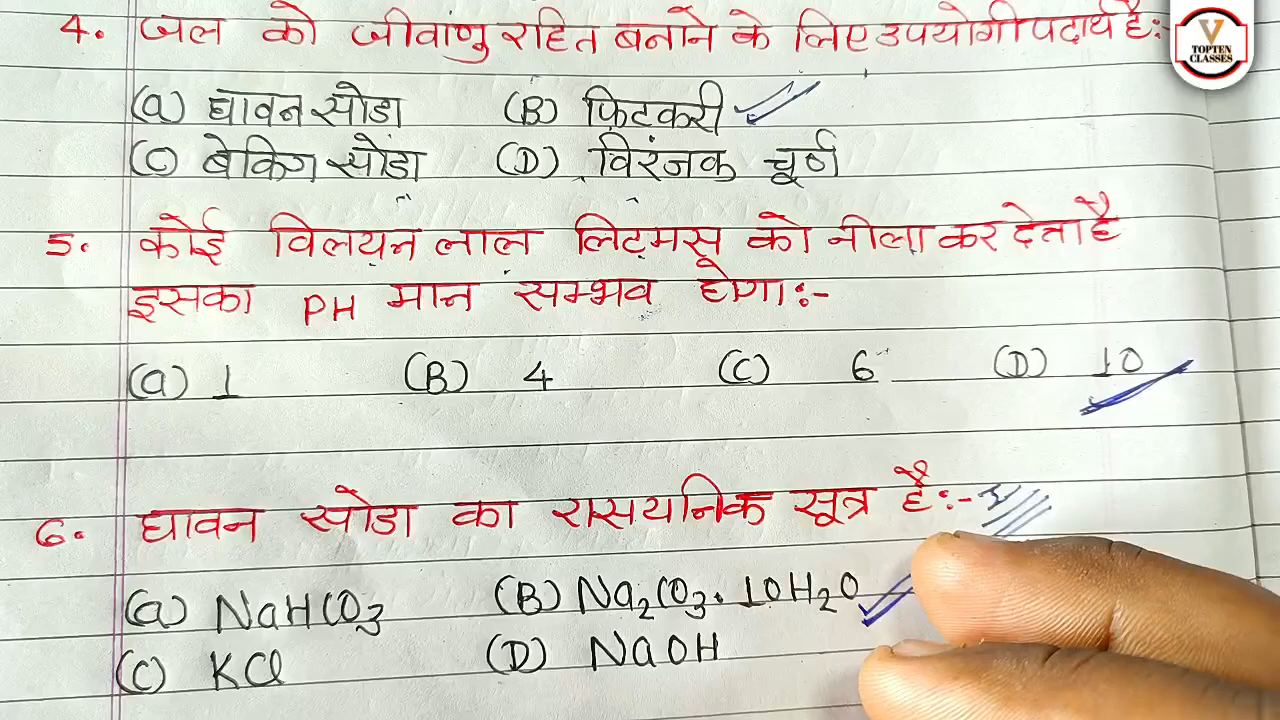 4. जल को जीवाणु रहित बनाने के लिए उपयोगी पदार्थ है:-
V
TOPTEN
CLASSES
(a) धावन सोडा (B) फिटकरी
(C) बेकिंग सोडा (D) विरंजक चूर्ण
5. कोई विलयन लाल लिटमस को नीला कर देता है
इसका PH मान सम्भव होगा:-
(a) 1 (B) 4 (C) 6 (D) 10
6. धावन सोडा का रासयनिक सूत्र है:-
(a) NaHCO3 (B) Na2CO3. 10H2O
(C) KCl (D) NaOH